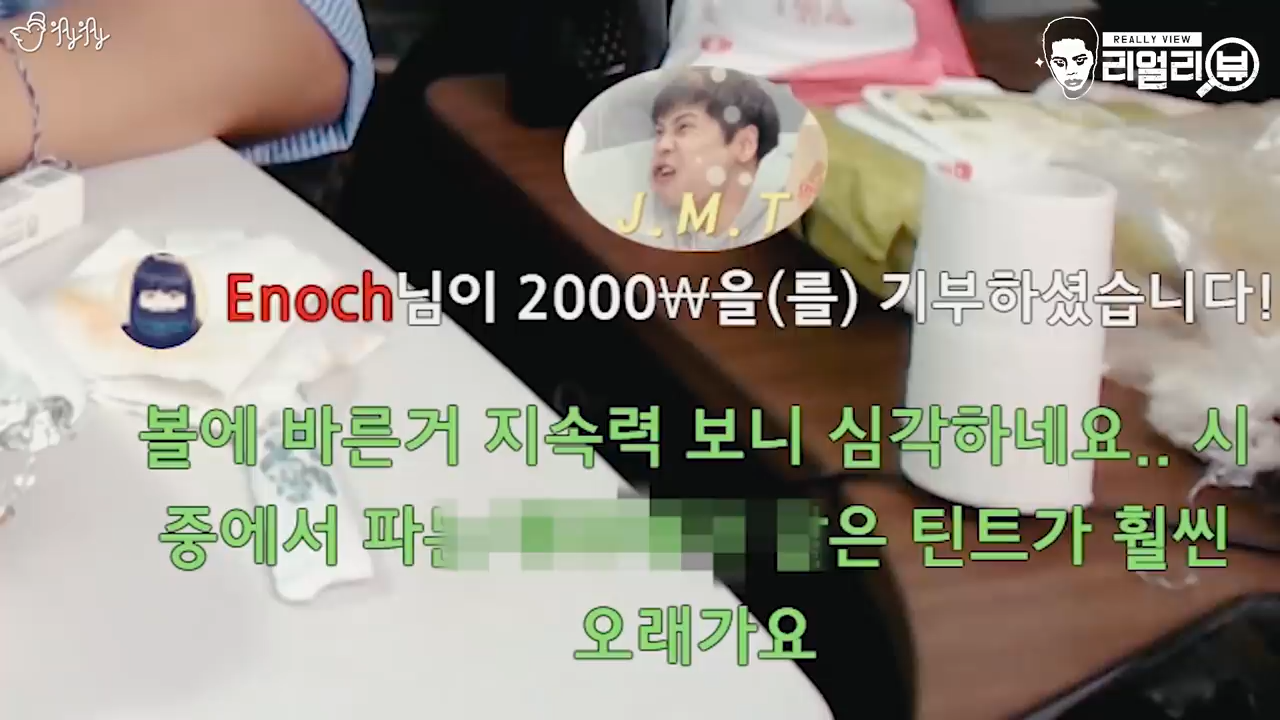 REALLY VIEW
리얼리뷰
J.M.T
Enoch님이 2000₩을(를) 기부하셨습니다!
볼에 바른거 지속력 보니 심각하네요.. 시
중에서 은 틴트가 훨씬
오래가요